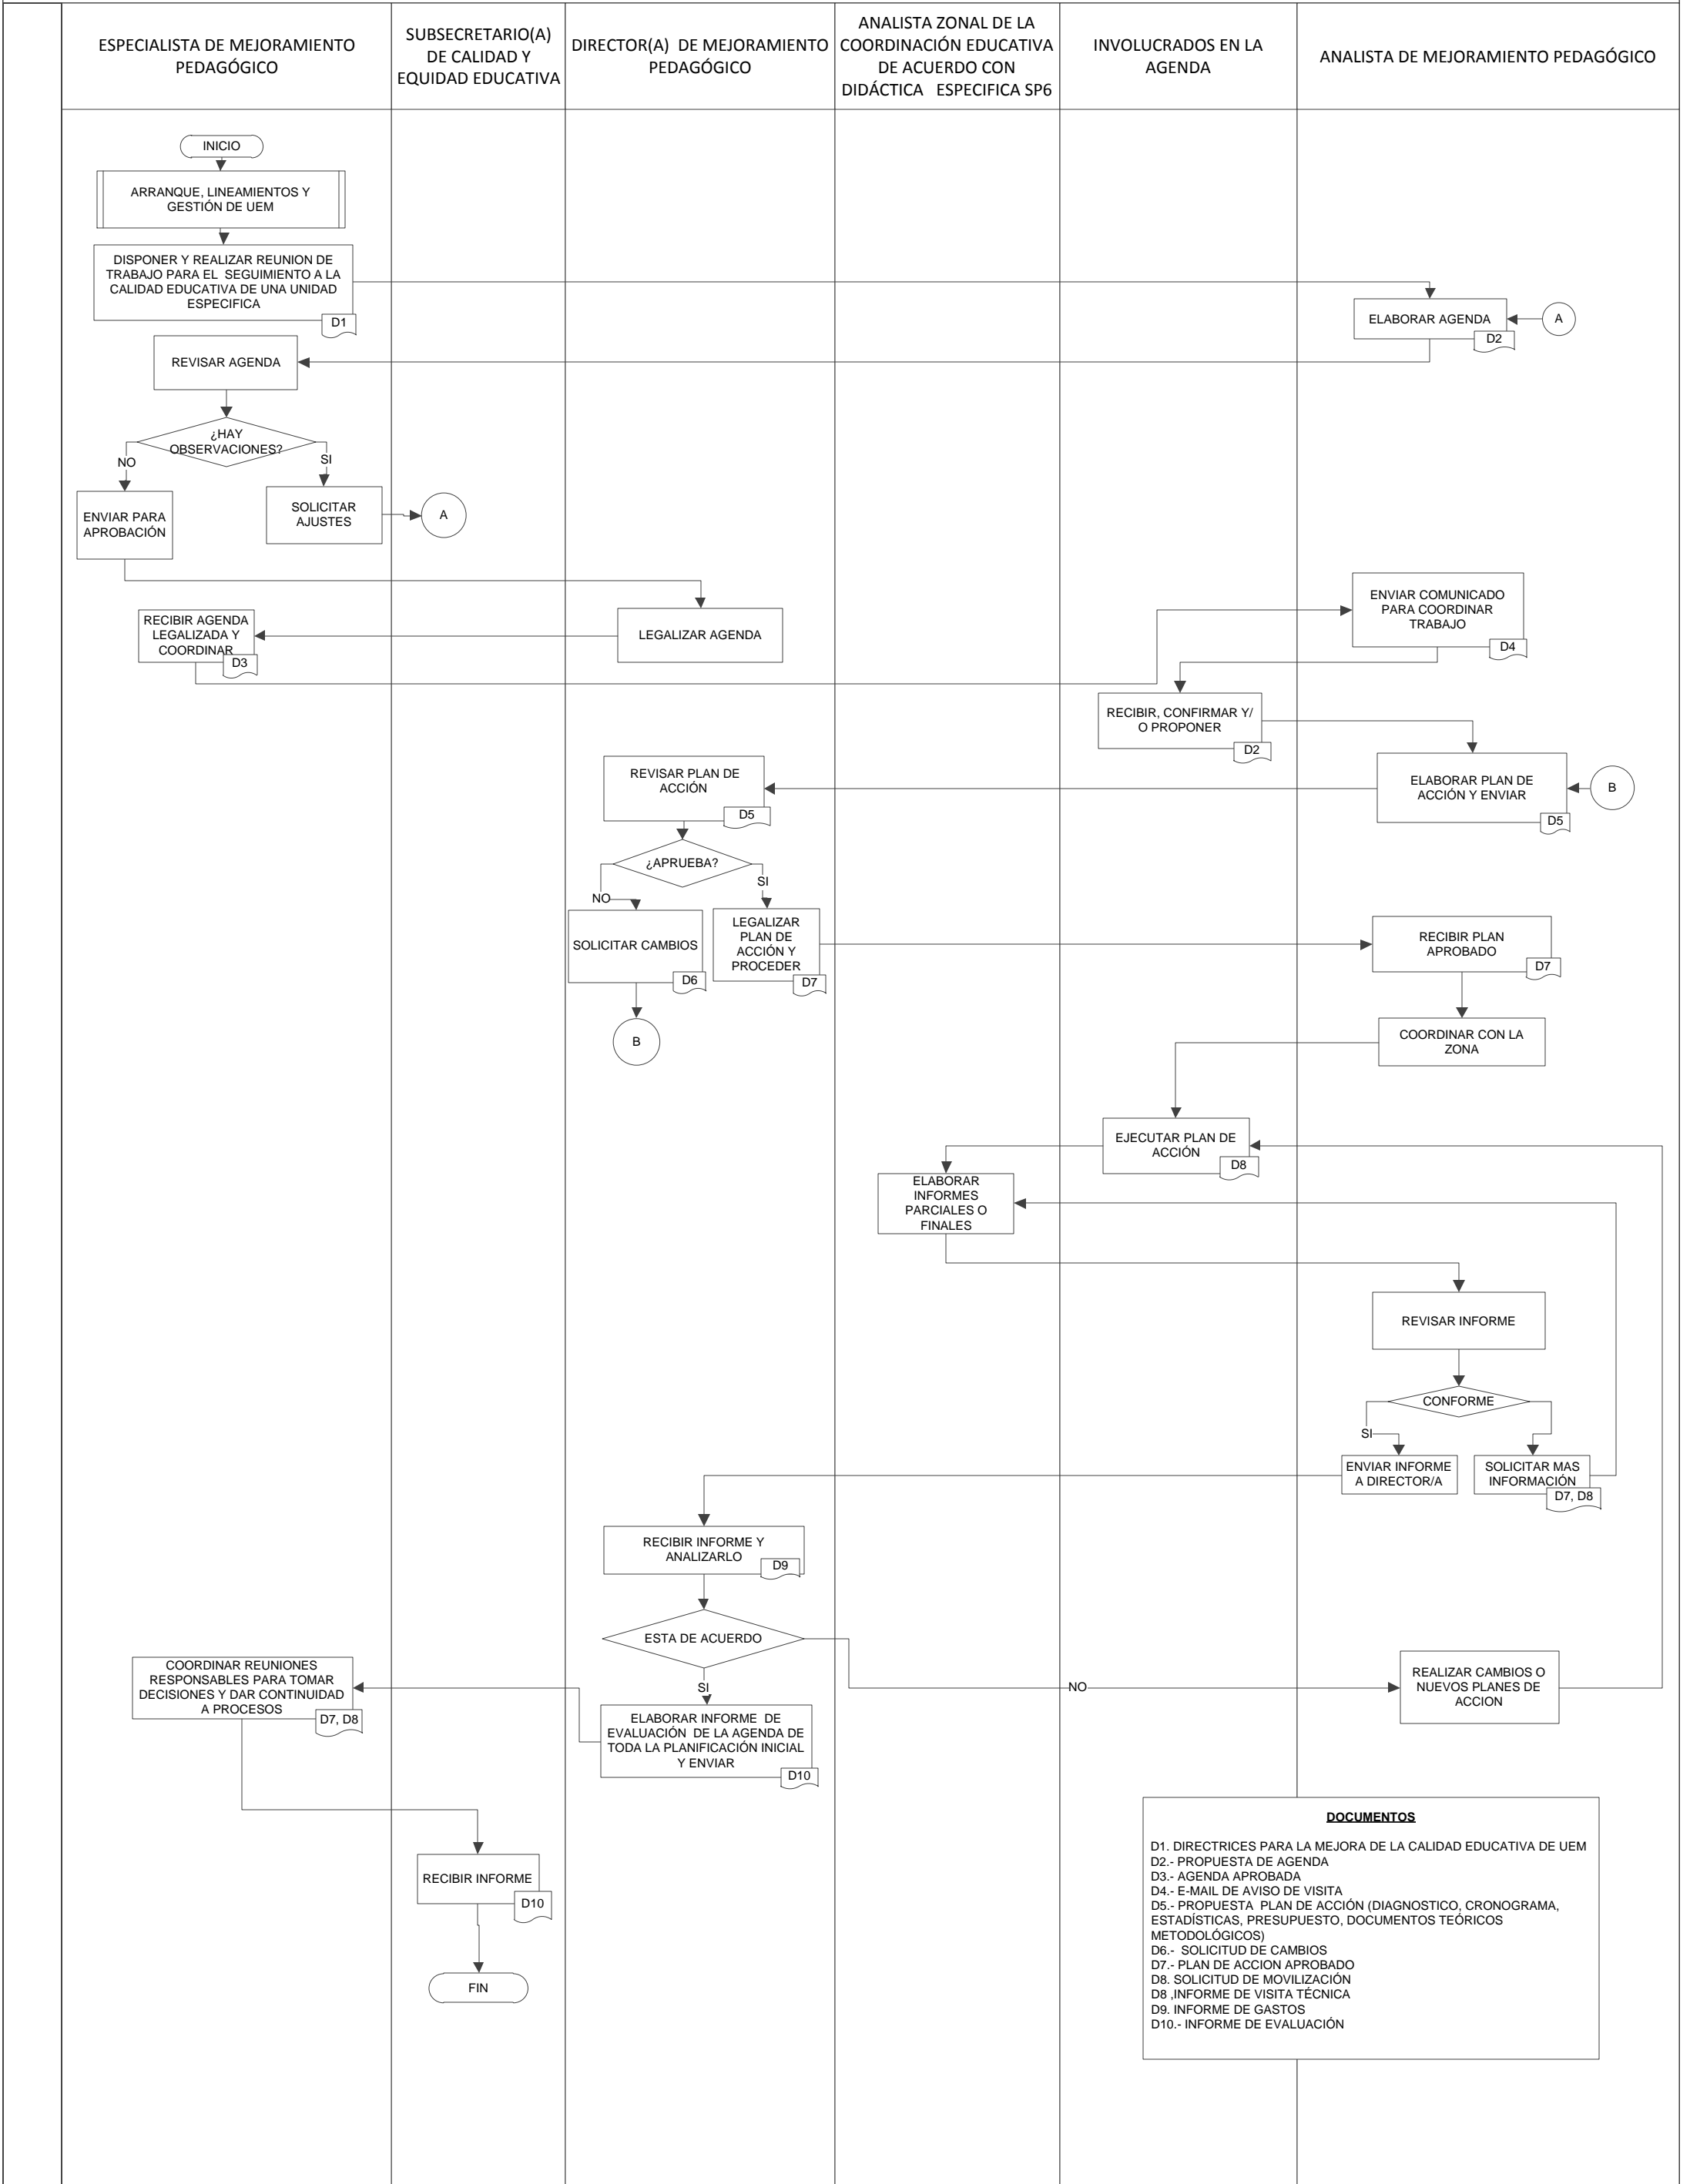 ESPECIALISTA DE MEJORAMIENTO
PEDAGÓGICO
SUBSECRETARIO(A)
DE CALIDAD Y
EQUIDAD EDUCATIVA
DIRECTOR(A) DE MEJORAMIENTO
PEDAGÓGICO
ANALISTA ZONAL DE LA
COORDINACIÓN EDUCATIVA
DE ACUERDO CON
DIDÁCTICA ESPECIFICA SP6
INVOLUCRADOS EN LA
AGENDA
ANALISTA DE MEJORAMIENTO PEDAGÓGICO
INICIO
ARRANQUE, LINEAMIENTOS Y
GESTIÓN DE UEM
DISPONER Y REALIZAR REUNION DE
TRABAJO PARA EL SEGUIMIENTO A LA
CALIDAD EDUCATIVA DE UNA UNIDAD
ESPECIFICA
D1
ELABORAR AGENDA
D2
A
REVISAR AGENDA
¿HAY
OBSERVACIONES?
NO
SI
ENVIAR PARA
APROBACIÓN
SOLICITAR
AJUSTES
A
LEGALIZAR AGENDA
RECIBIR AGENDA
LEGALIZADA Y
COORDINAR
D3
ENVIAR COMUNICADO
PARA COORDINAR
TRABAJO
D4
RECIBIR, CONFIRMAR Y/
O PROPONER
D2
ELABORAR PLAN DE
ACCIÓN Y ENVIAR
D5
B
REVISAR PLAN DE
ACCIÓN
D5
¿APRUEBA?
NO
SI
SOLICITAR CAMBIOS
D6
LEGALIZAR
PLAN DE
ACCIÓN Y
PROCEDER
D7
B
RECIBIR PLAN
APROBADO
D7
COORDINAR CON LA
ZONA
EJECUTAR PLAN DE
ACCIÓN
D8
ELABORAR
INFORMES
PARCIALES O
FINALES
REVISAR INFORME
CONFORME
SI
ENVIAR INFORME
A DIRECTOR/A
SOLICITAR MAS
INFORMACIÓN
D7, D8
RECIBIR INFORME Y
ANALIZARLO
D9
ESTA DE ACUERDO
SI
NO
REALIZAR CAMBIOS O
NUEVOS PLANES DE
ACCION
ELABORAR INFORME DE
EVALUACIÓN DE LA AGENDA DE
TODA LA PLANIFICACIÓN INICIAL
Y ENVIAR
D10
COORDINAR REUNIONES
RESPONSABLES PARA TOMAR
DECISIONES Y DAR CONTINUIDAD
A PROCESOS
D7, D8
RECIBIR INFORME
D10
FIN
DOCUMENTOS
D1. DIRECTRICES PARA LA MEJORA DE LA CALIDAD EDUCATIVA DE UEM
D2.- PROPUESTA DE AGENDA
D3.- AGENDA APROBADA
D4.- E-MAIL DE AVISO DE VISITA
D5.- PROPUESTA PLAN DE ACCIÓN (DIAGNOSTICO, CRONOGRAMA,
ESTADÍSTICAS, PRESUPUESTO, DOCUMENTOS TEÓRICOS
METODOLÓGICOS)
D6.- SOLICITUD DE CAMBIOS
D7.- PLAN DE ACCION APROBADO
D8. SOLICITUD DE MOVILIZACIÓN
D8 ,INFORME DE VISITA TÉCNICA
D9. INFORME DE GASTOS
D10.- INFORME DE EVALUACIÓN